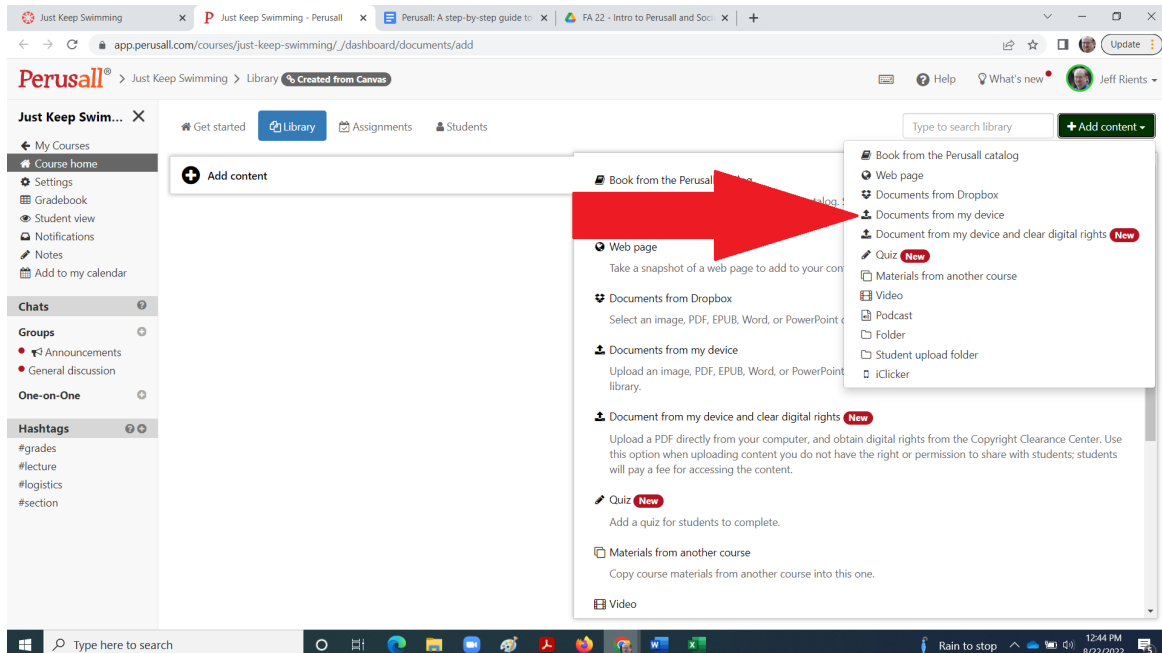 Just Keep Swimming
Just Keep Swimming - Perusall
Perusall: A step-by-step guide to
FA 22 - Intro to Perusall and Soci
app.perusall.com/courses/just-keep-swimming/_/dashboard/documents/add
Update
Perusall® > Just Keep Swimming > Library Created from Canvas
Help
What's new
Jeff Rients
Just Keep Swim...
My Courses
Course home
Settings
Gradebook
Student view
Notifications
Notes
Add to my calendar
Chats
Groups
Announcements
General discussion
One-on-One
Hashtags
#grades
#lecture
#logistics
#section
Get started
Library
Assignments
Students
Type to search library
Add content
Add content
Book from the Perusall catalog
Web page
Documents from Dropbox
Documents from my device
Document from my device and clear digital rights New
Quiz New
Materials from another course
Video
Podcast
Folder
Student upload folder
iClicker
Book from the Perusall
Web page
Take a snapshot of a web page to add to your con
Documents from Dropbox
Select an image, PDF, EPUB, Word, or PowerPoint
Documents from my device
Upload an image, PDF, EPUB, Word, or PowerPoint
library.
Document from my device and clear digital rights New
Upload a PDF directly from your computer, and obtain digital rights from the Copyright Clearance Center. Use
this option when uploading content you do not have the right or permission to share with students; students
will pay a fee for accessing the content.
Quiz New
Add a quiz for students to complete.
Materials from another course
Copy course materials from another course into this one.
Video
Type here to search
Rain to stop
12:44 PM
8/22/2022
5